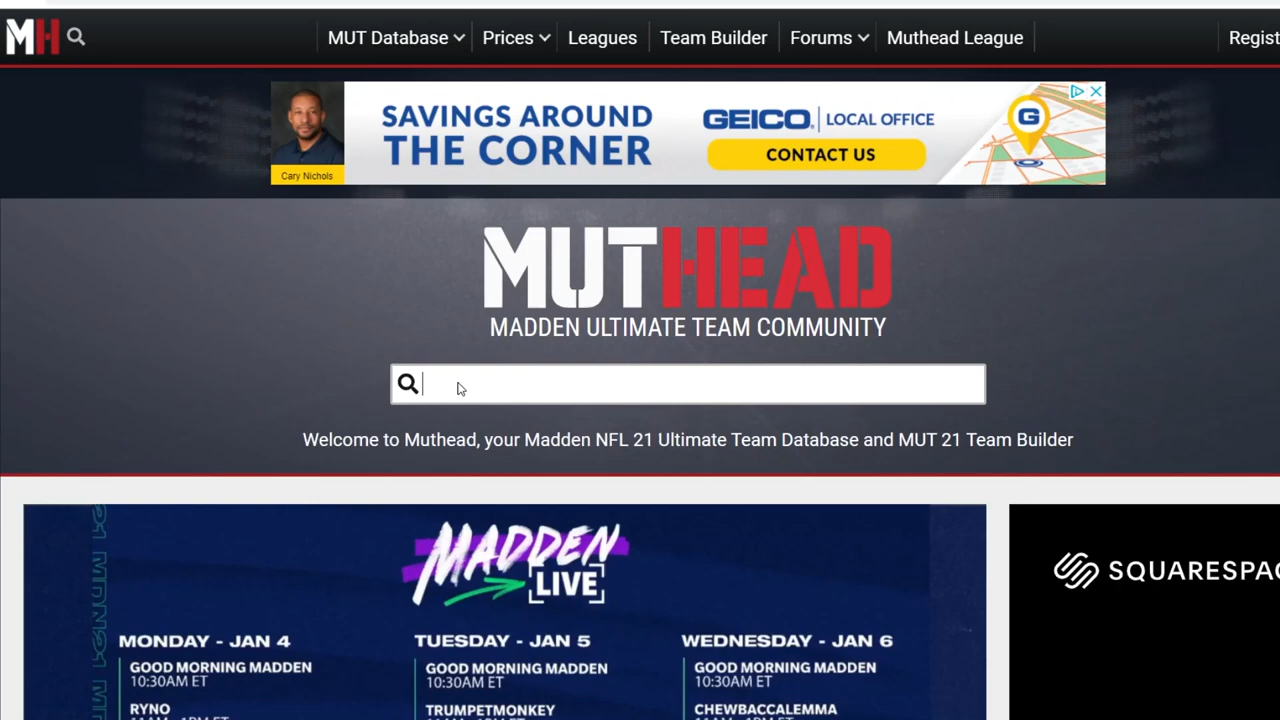 MH
MUT Database
Prices
Leagues
Team Builder
Forums
Muthead League
Regist
Cary Nichols
SAVINGS AROUND
THE CORNER
GEICO
LOCAL OFFICE
CONTACT US
G
MUTHEAD
MADDEN ULTIMATE TEAM COMMUNITY
Welcome to Muthead, your Madden NFL 21 Ultimate Team Database and MUT 21 Team Builder
MADDEN
LIVE
MONDAY - JAN 4
GOOD MORNING MADDEN
10:30AM ET
RYNO
TUESDAY - JAN 5
GOOD MORNING MADDEN
10:30AM ET
TRUMPETMONKEY
WEDNESDAY - JAN 6
GOOD MORNING MADDEN
10:30AM ET
CHEWBACCALEMMA
SQUARESPAC